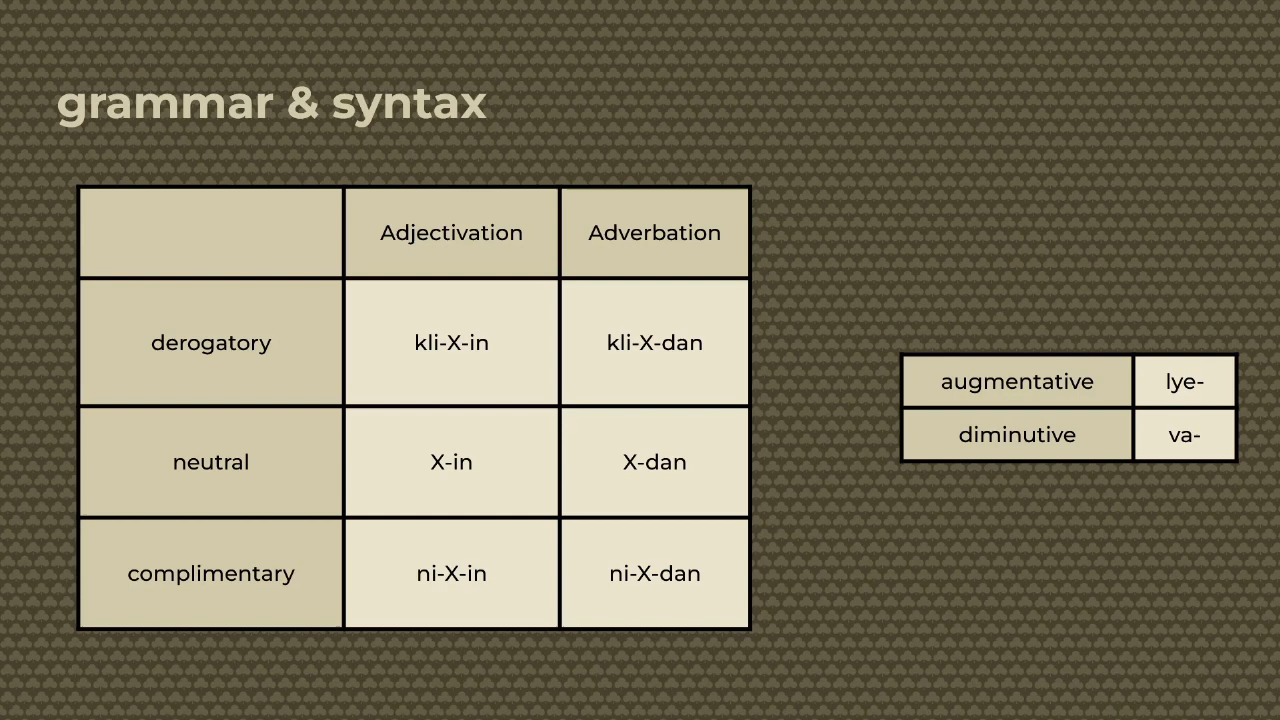 grammar & syntax
Adjectivation Adverbation
derogatory kli-X-in kli-X-dan
neutral X-in X-dan
complimentary ni-X-in ni-X-dan
augmentative lye-
diminutive va-